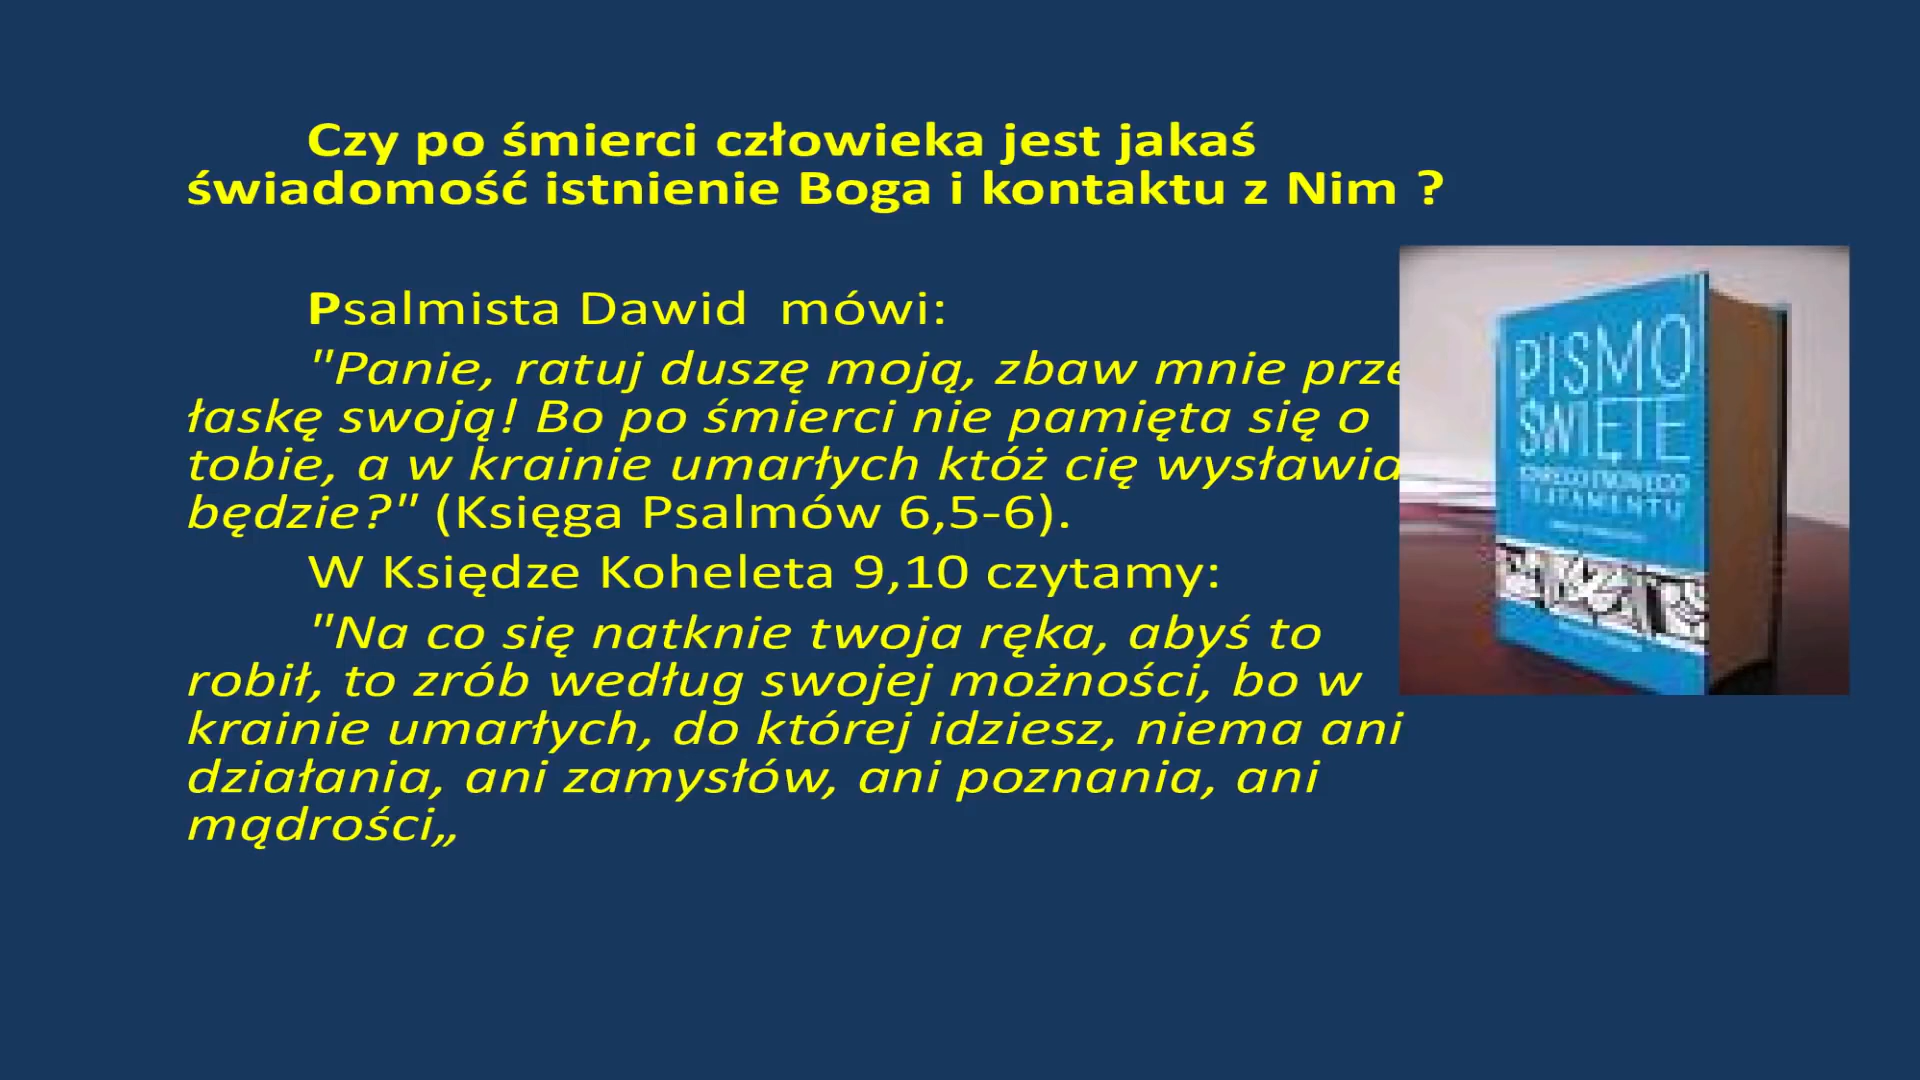 Czy po śmierci człowieka jest jakaś
świadomość istnienie Boga i kontaktu z Nim ?
Psalmista Dawid mówi:
"Panie, ratuj duszę moją, zbaw mnie prze
łaskę swoją! Bo po śmierci nie pamięta się o
tobie, a w krainie umarłych któż cię wysławia
będzie?" (Księga Psalmów 6,5-6).
W Księdze Koheleta 9,10 czytamy:
"Na co się natknie twoja ręka, abyś to
robił, to zrób według swojej możności, bo w
krainie umarłych, do której idziesz, niema ani
działania, ani zamysłów, ani poznania, ani
mądrości„
PISMO
ŚWIĘTE
TESTAMENTU